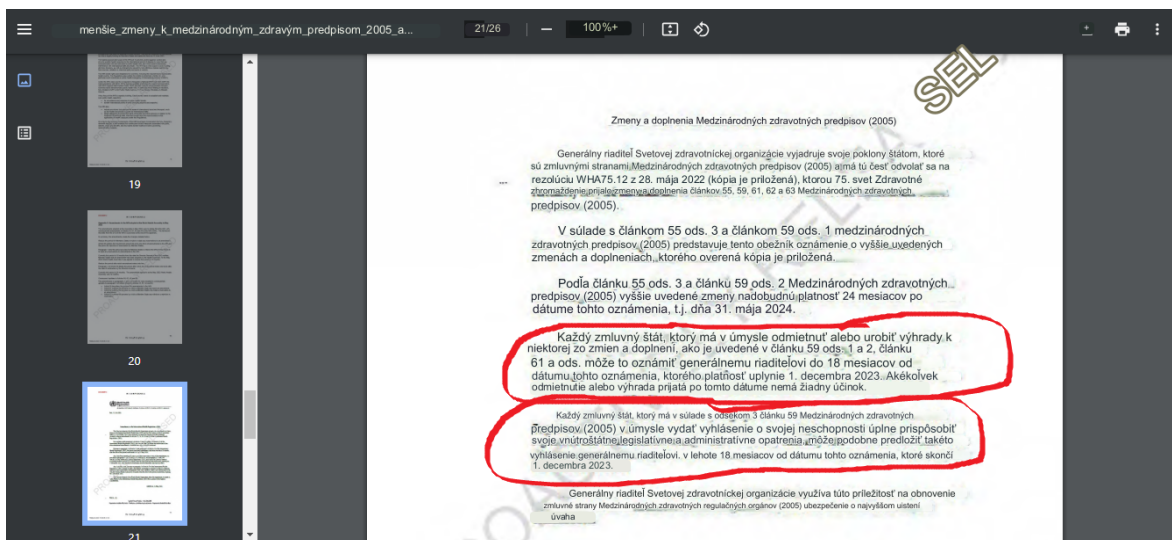 menšie_zmeny_k_medzinárodným_zdravým_predpisom_2005_a...
21/26
100%+
19
20
21
SEL
Zmeny a doplnenia Medzinárodných zdravotných predpisov (2005)
Generálny riaditeľ Svetovej zdravotníckej organizácie vyjadruje svoje poklony štátom, ktoré
sú zmluvnými stranami Medzinárodných zdravotných predpisov (2005) a má tú česť odvolať sa na
rezolúciu WHA75.12 z 28. mája 2022 (kópia je priložená), ktorou 75. svet Zdravotné
zhromaždenie prijalo zmeny a doplnenia článkov 55, 59, 61, 62 a 63 Medzinárodných zdravotných
predpisov (2005).
V súlade s článkom 55 ods. 3 a článkom 59 ods. 1 medzinárodných
zdravotných predpisov (2005) predstavuje tento obežník oznámenie o vyššie uvedených
zmenách a doplneniach, ktorého overená kópia je priložená.
Podľa článku 55 ods. 3 a článku 59 ods. 2 Medzinárodných zdravotných
predpisov (2005) vyššie uvedené zmeny nadobudnú platnosť 24 mesiacov po
dátume tohto oznámenia, t.j. dňa 31. mája 2024.
Každý zmluvný štát, ktorý má v úmysle odmietnuť alebo urobiť výhrady k
niektorej zo zmien a doplnení, ako je uvedené v článku 59 ods. 1 a 2, článku
61 a ods. môže to oznámiť generálnemu riaditeľovi do 18 mesiacov od
dátumu tohto oznámenia, ktorého platnosť uplynie 1. decembra 2023. Akékoľvek
odmietnutie alebo výhrada prijatá po tomto dátume nemá žiadny účinok.
Každý zmluvný štát, ktorý má v súlade s odsekom 3 článku 59 Medzinárodných zdravotných
predpisov (2005) v úmysle vydať vyhlásenie o svojej neschopnosti úplne prispôsobiť
svoje vnútroštátne legislatívne a administratívne opatrenia, môže podobne predložiť takéto
vyhlásenie generálnemu riaditeľovi. v lehote 18 mesiacov od dátumu tohto oznámenia, ktoré skončí
1. decembra 2023.
Generálny riaditeľ Svetovej zdravotníckej organizácie využíva túto príležitosť na obnovenie
zmluvné strany Medzinárodných zdravotných regulačných orgánov (2005) ubezpečenie o najvyššom uistení
úvaha